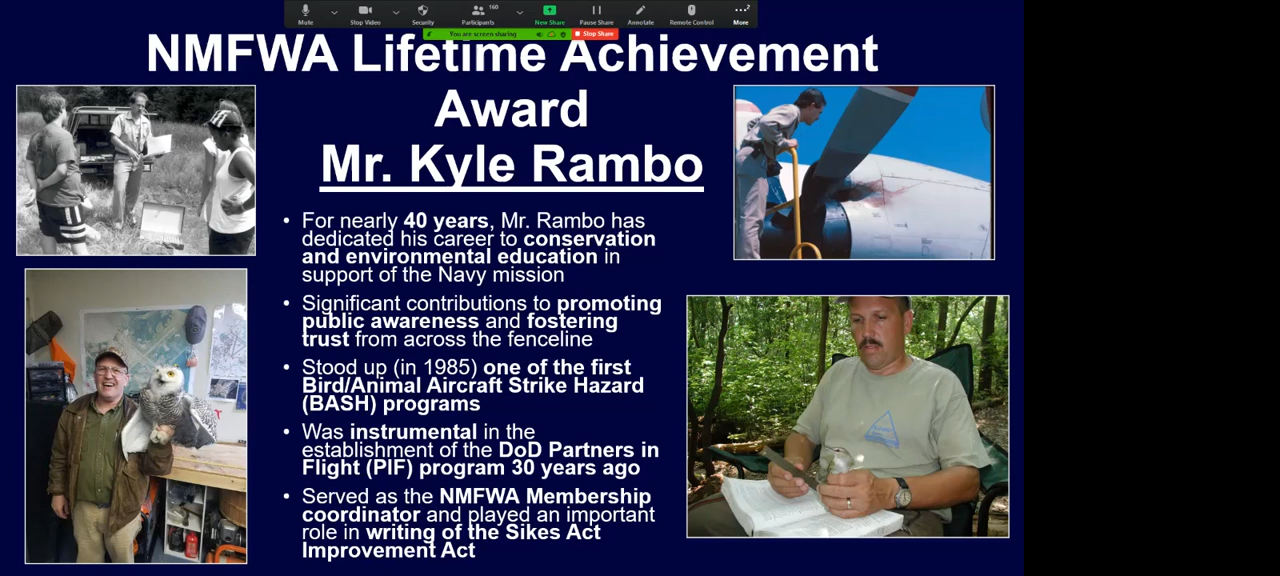 Mute
Stop Video
Security
Participants
160
New Share
Pause Share
Annotate
Remote Control
More
2
You are screen sharing
Stop Share
NMFWA Lifetime Achievement
Award
Mr. Kyle Rambo
• For nearly 40 years, Mr. Rambo has
dedicated his career to conservation
and environmental education in
support of the Navy mission
• Significant contributions to promoting
public awareness and fostering
trust from across the fenceline
• Stood up (in 1985) one of the first
Bird/Animal Aircraft Strike Hazard
(BASH) programs
• Was instrumental in the
establishment of the DoD Partners in
Flight (PIF) program 30 years ago
• Served as the NMFWA Membership
coordinator and played an important
role in writing of the Sikes Act
Improvement Act